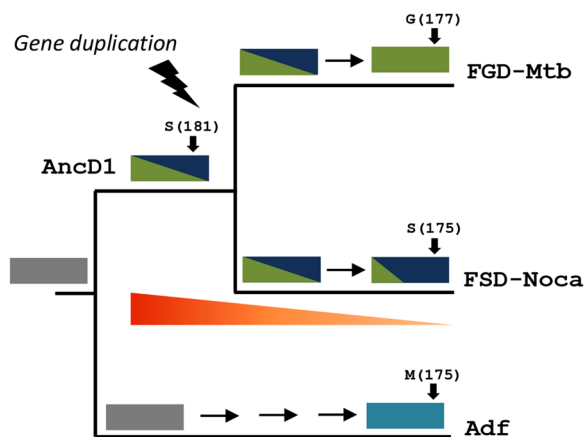 Gene duplication
G(177)
FGD-Mtb
S(181)
AncD1
S(175)
FSD-Noca
M(175)
Adf